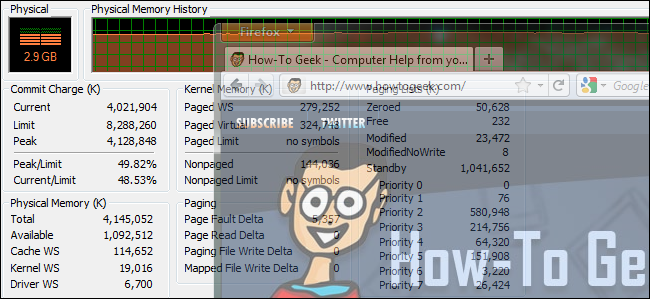 Physical
Physical Memory History
2.9 GB
Firefox
How-To Geek - Computer Help from yo...
http://www.howtogeek.com/
Google
Commit Charge (K)
Current 4,021,904
Limit 8,288,260
Peak 4,128,848
Peak/Limit 49.82%
Current/Limit 48.53%
Physical Memory (K)
Total 4,145,052
Available 1,092,512
Cache WS 114,652
Kernel WS 19,016
Driver WS 6,700
Kernel Memory (K)
Paged WS 279,252
Paged Virtual 324,748
Paged Limit no symbols
Nonpaged 144,036
Nonpaged Limit no symbols
Paging
Page Fault Delta 5,357
Page Read Delta 0
Paging File Write Delta 0
Mapped File Write Delta 0
SUBSCRIBE TWITTER
Paging Lists (K)
Zeroed 50,628
Free 232
Modified 23,472
ModifiedNoWrite 8
Standby 1,041,652
Priority 0 0
Priority 1 76
Priority 2 580,948
Priority 3 214,756
Priority 4 64,320
Priority 5 151,908
Priority 6 3,220
Priority 7 26,424
How-To Ge